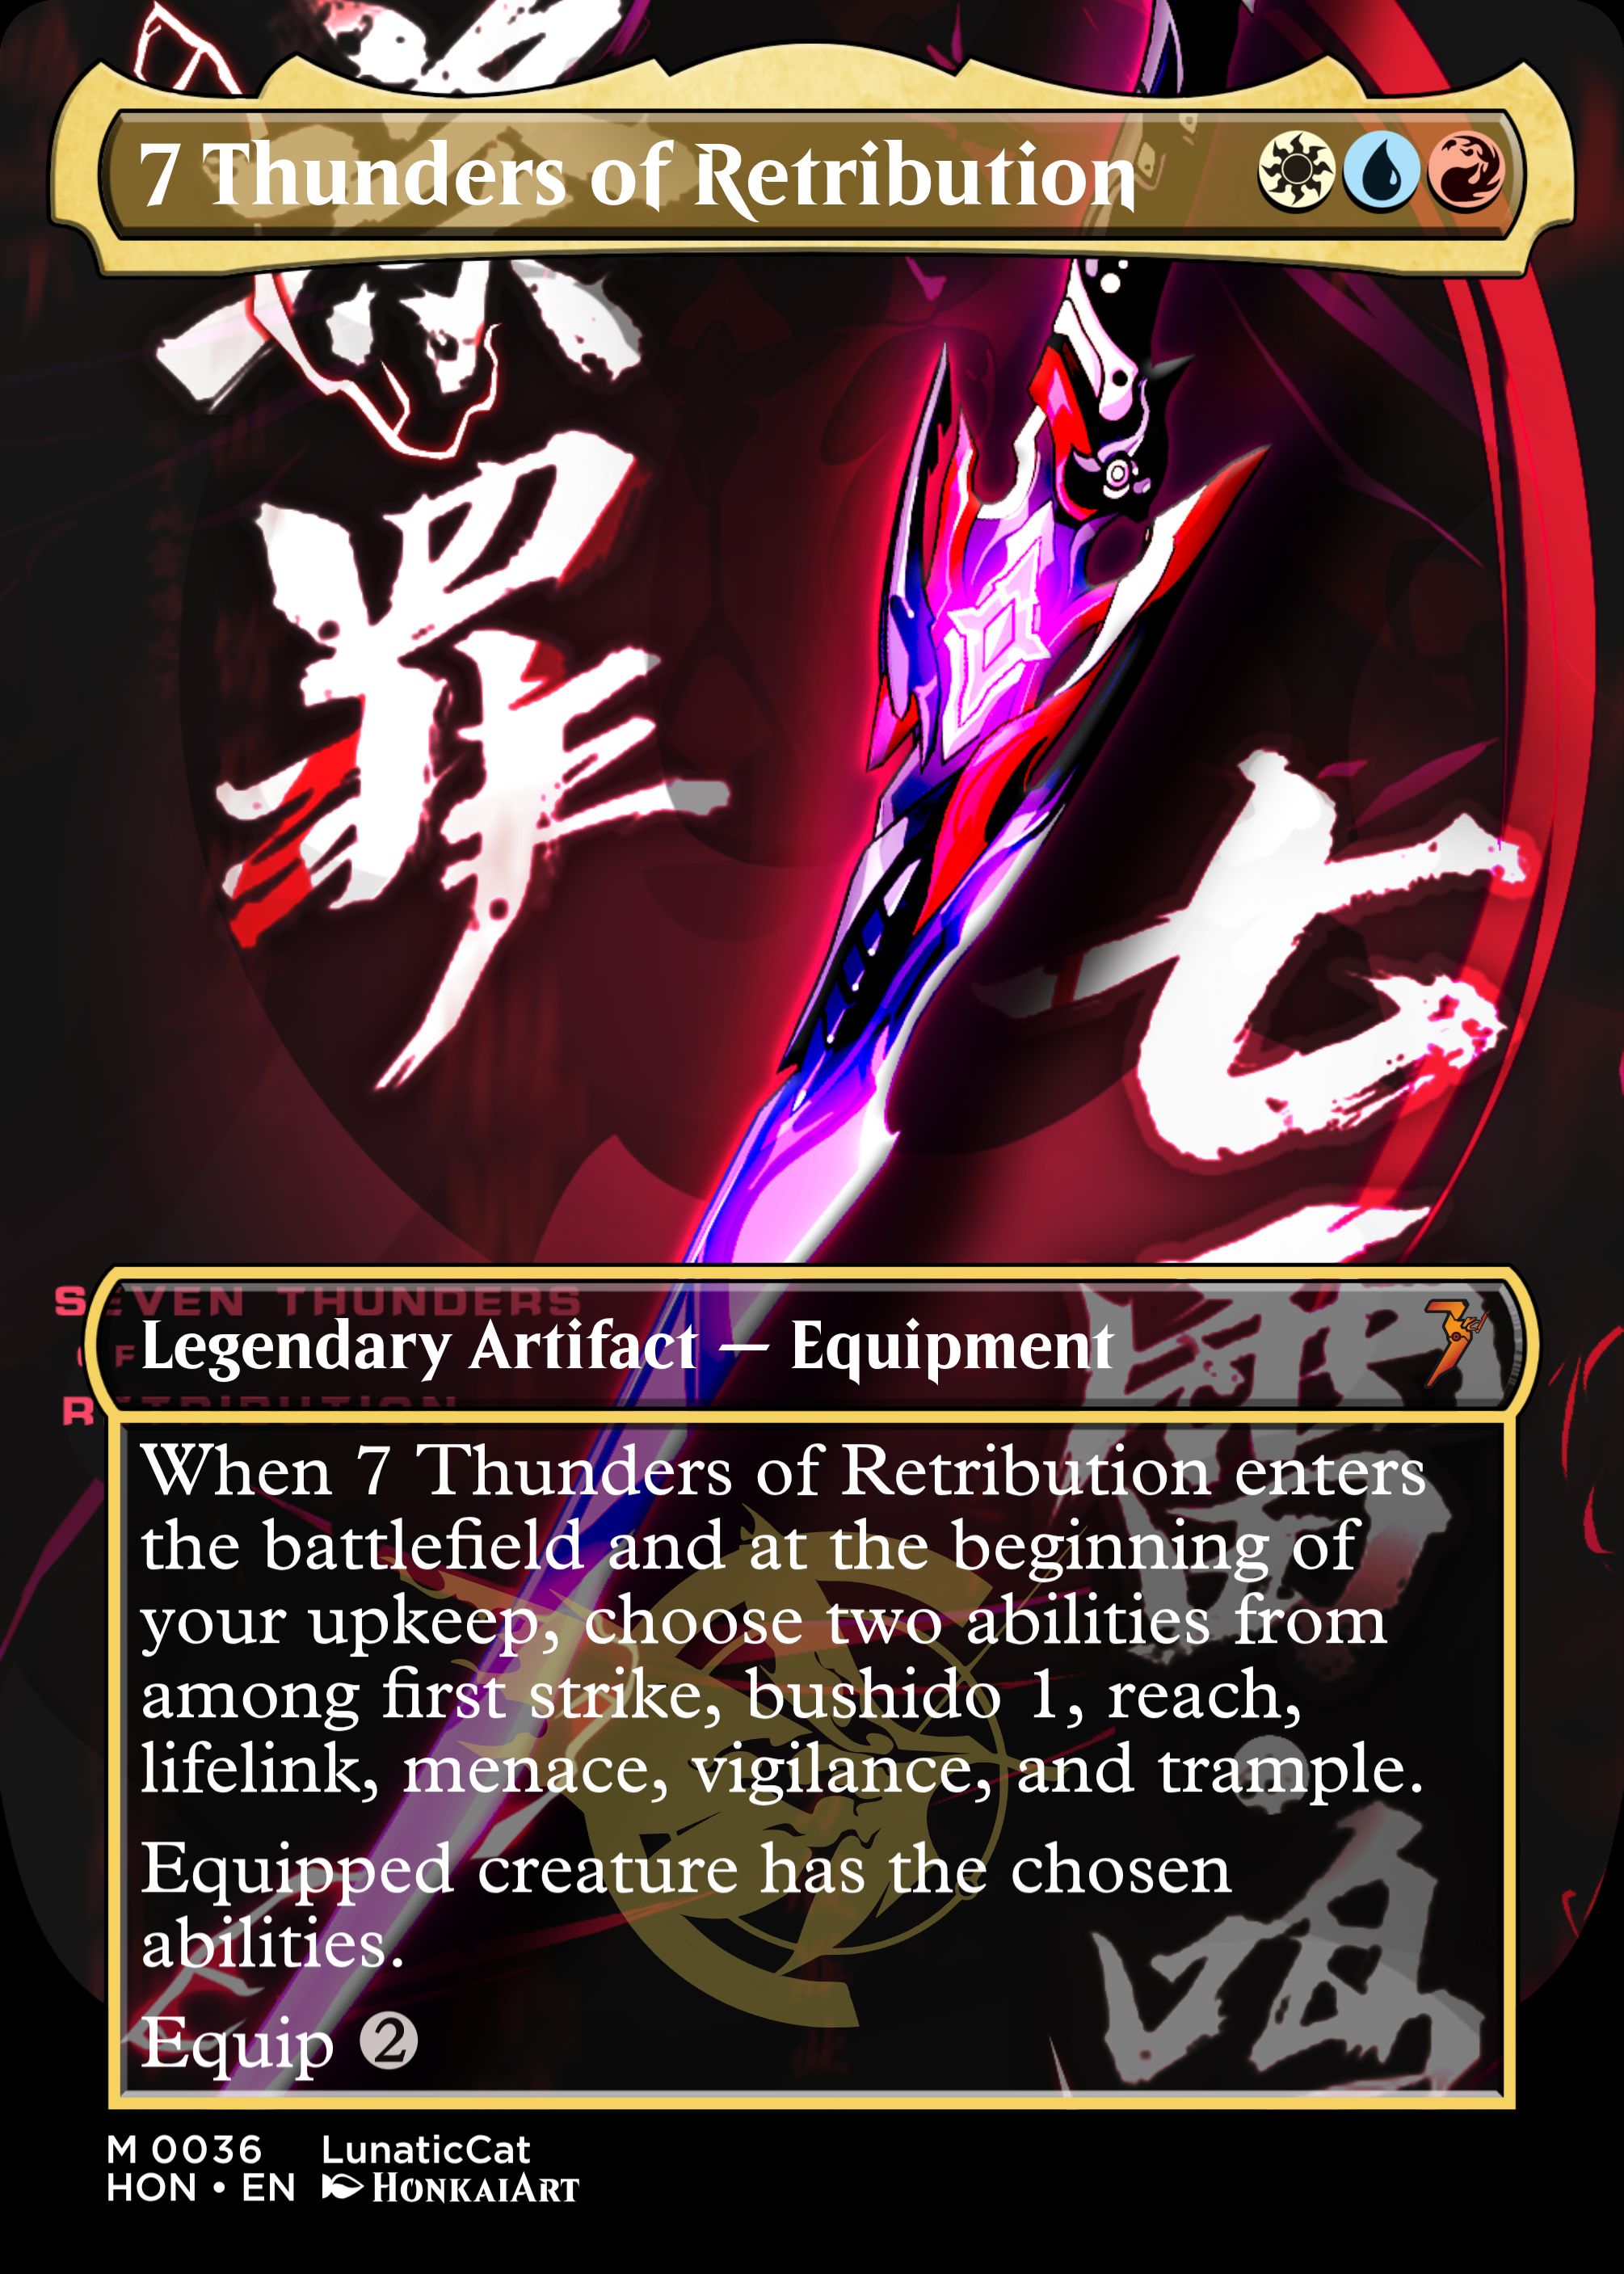 7 Thunders of Retribution
罪
七
雷
SEVEN THUNDERS
OF
RETRIBUTION
Legendary Artifact — Equipment
When 7 Thunders of Retribution enters
the battlefield and at the beginning of
your upkeep, choose two abilities from
among first strike, bushido 1, reach,
lifelink, menace, vigilance, and trample.
Equipped creature has the chosen
abilities.
Equip 2
M 0036 LunaticCat
HON • EN HONKAIART